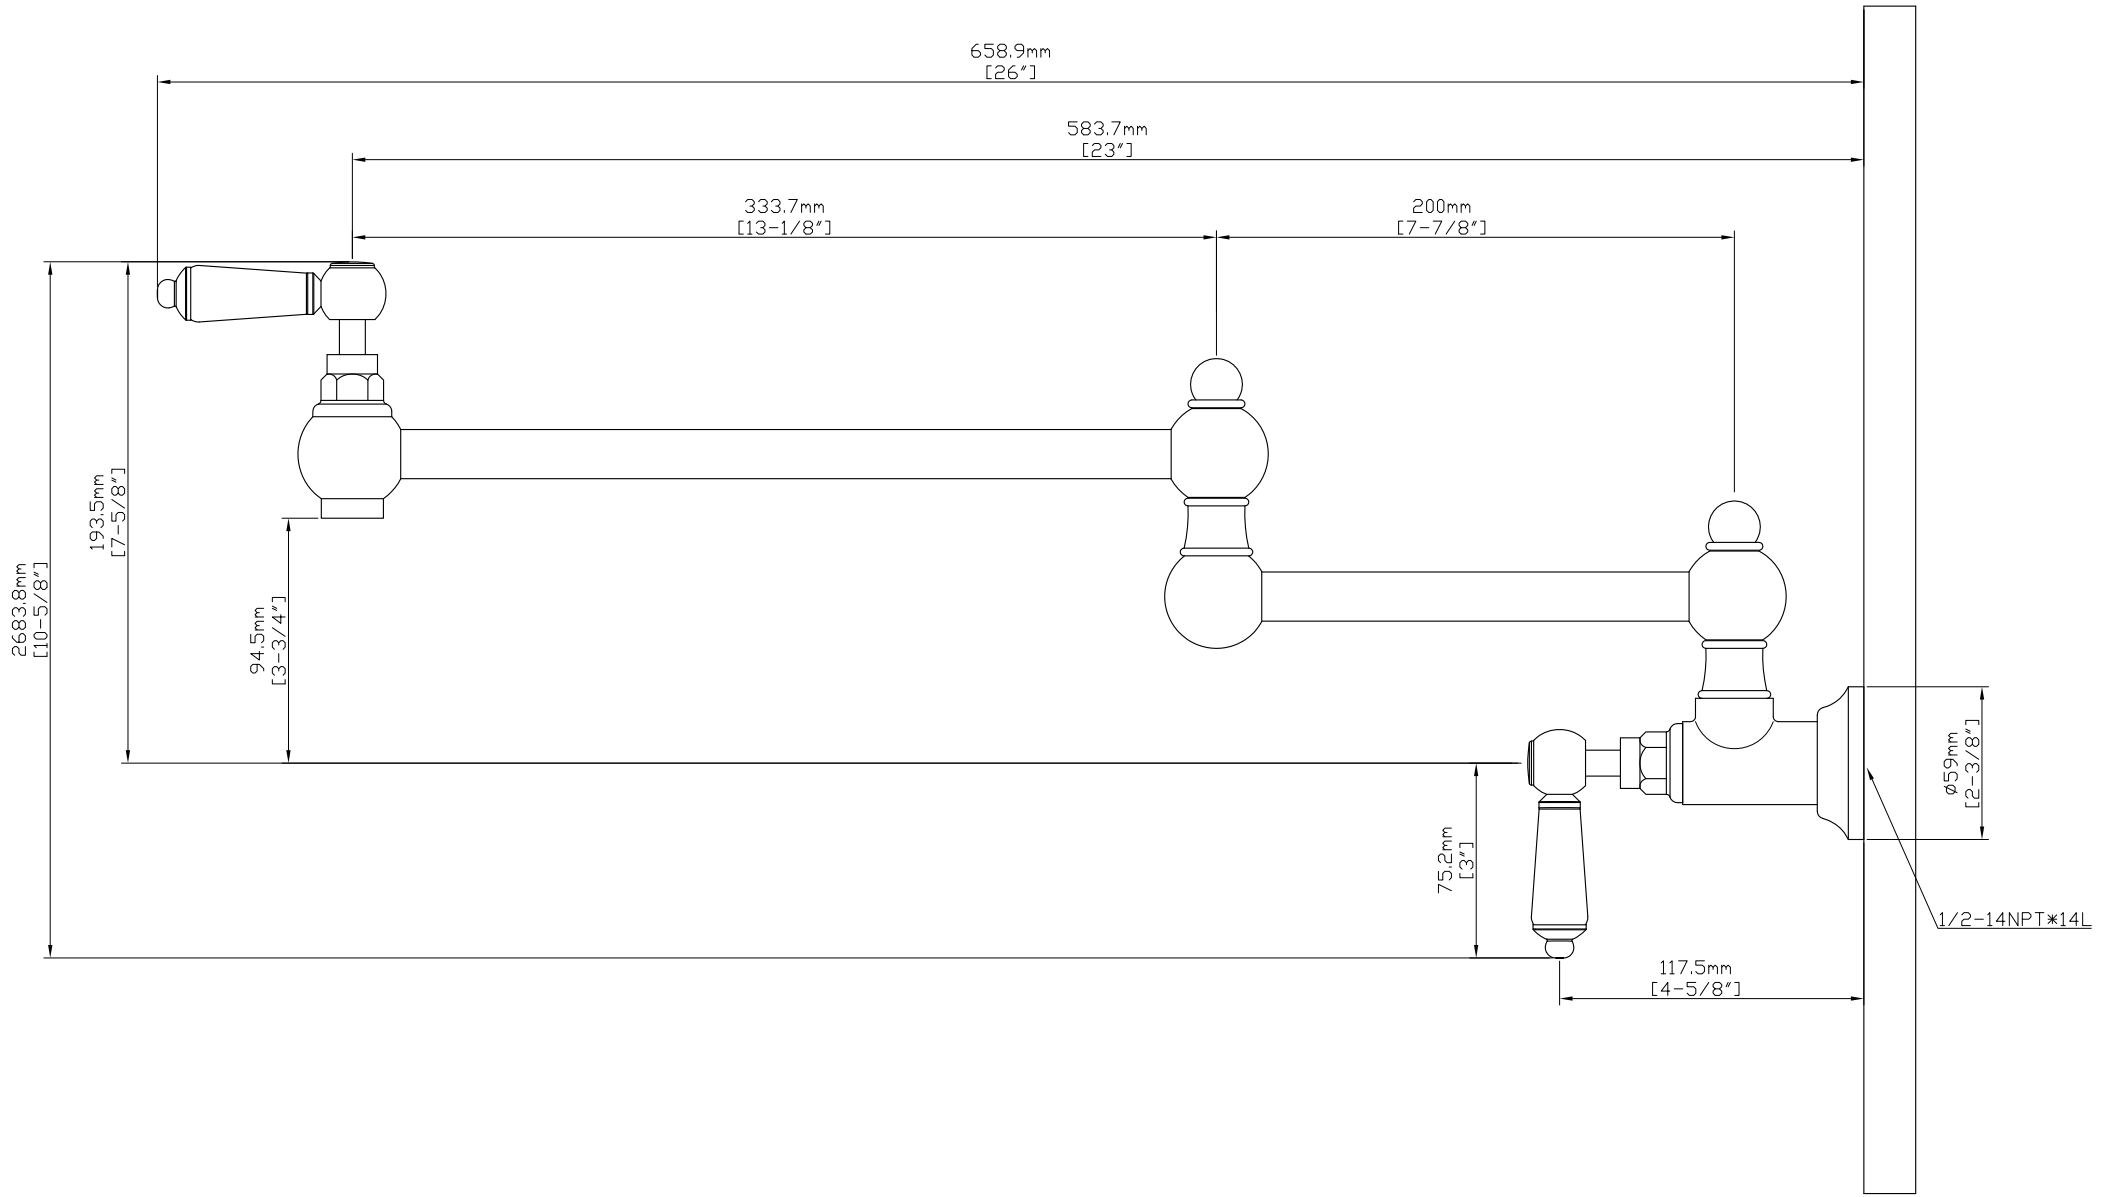 658.9mm
[26"]
583.7mm
[23"]
333.7mm
[13-1/8"]
200mm
[7-7/8"]
193.5mm
[7-5/8"]
2683.8mm
[10-5/8"]
94.5mm
[3-3/4"]
ø59mm
[2-3/8"]
75.2mm
[3"]
1/2-14NPT*14L
117.5mm
[4-5/8"]